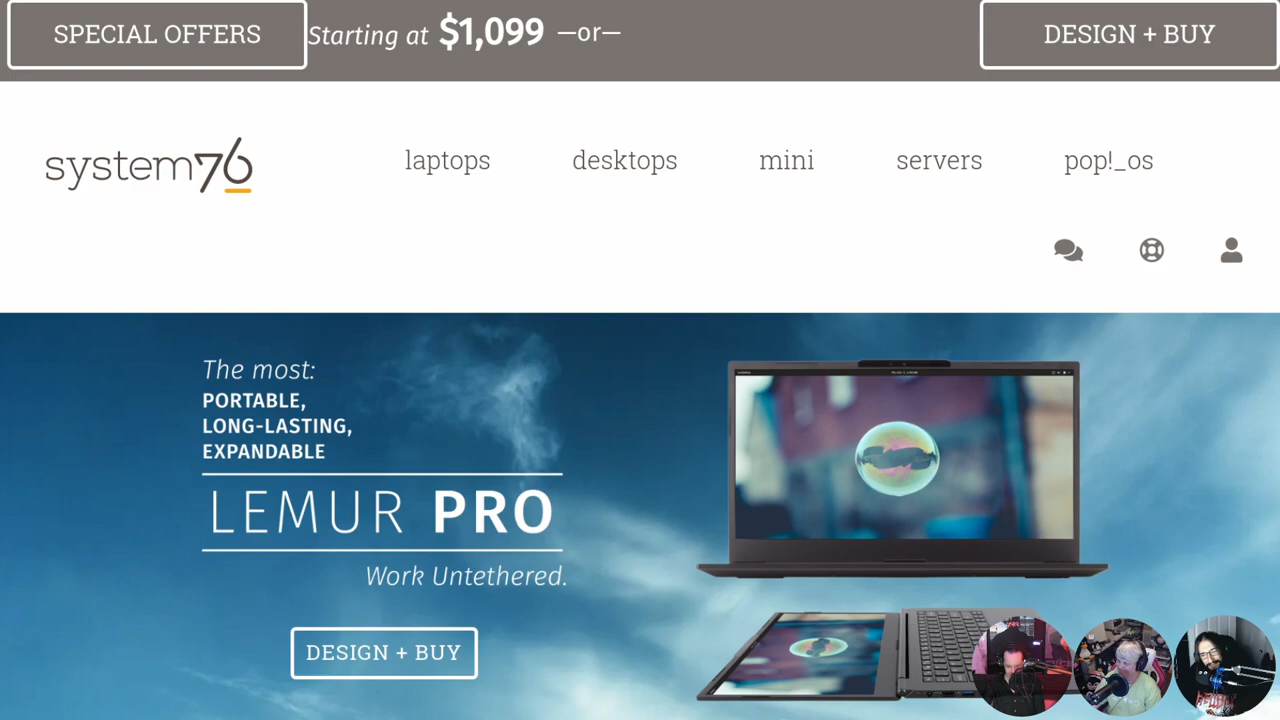 SPECIAL OFFERS Starting at $1,099 —or— DESIGN + BUY
system76 laptops desktops mini servers pop!_os
The most:
PORTABLE,
LONG-LASTING,
EXPANDABLE
LEMUR PRO
Work Untethered.
DESIGN + BUY